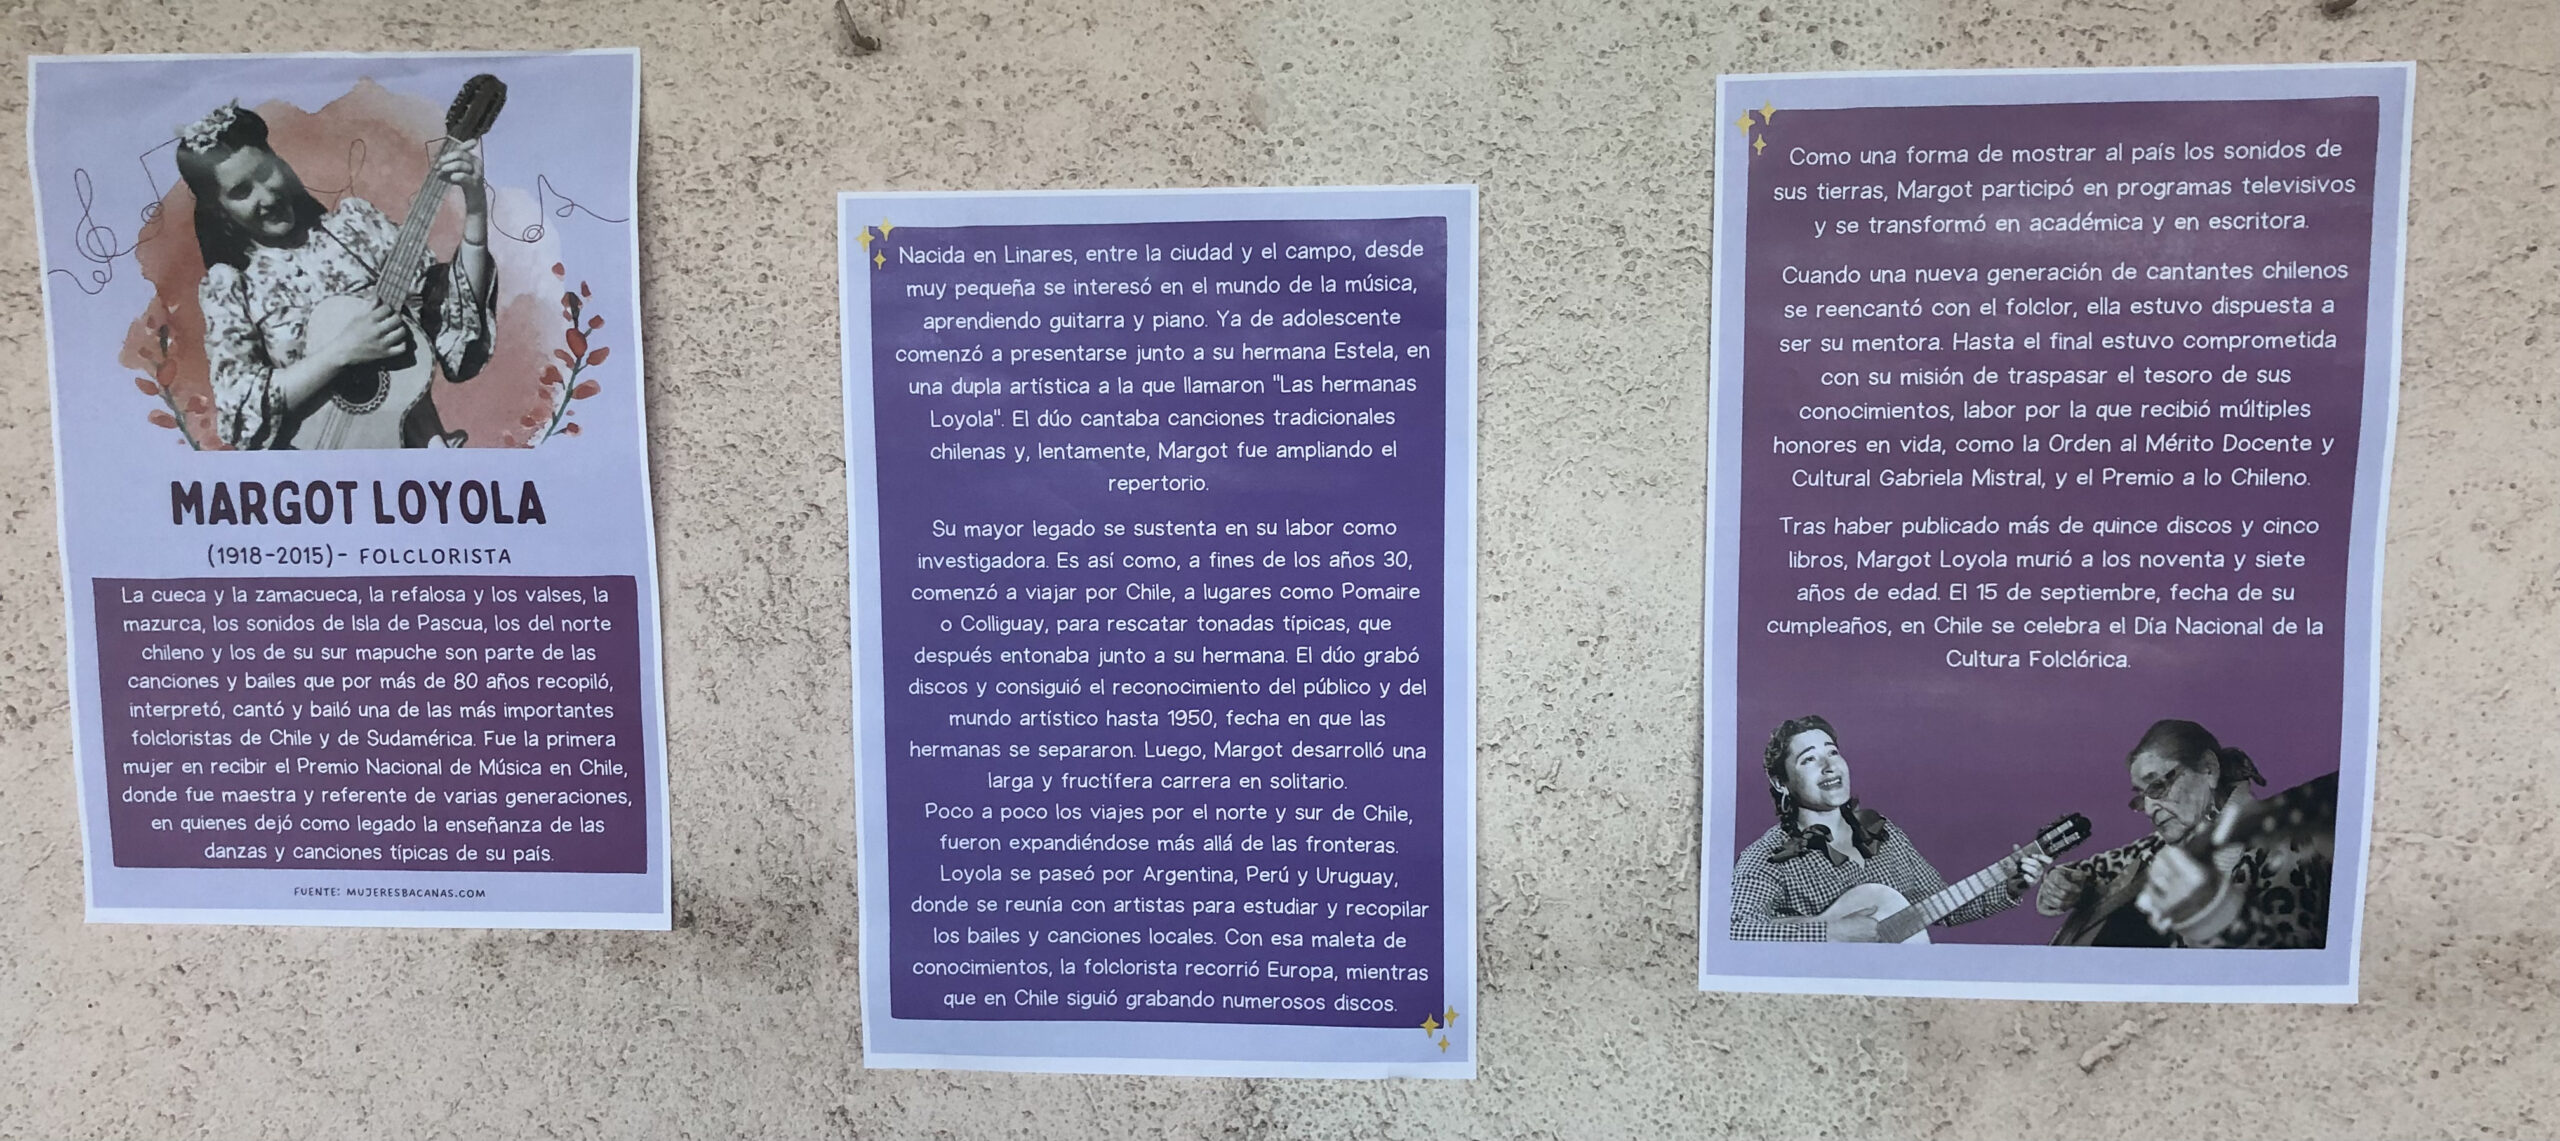 MARGOT LOYOLA
(1918-2015)- FOLCLORISTA
La cueca y la zamacueca, la refalosa y los valses, la
mazurca, los sonidos de Isla de Pascua, los del norte
chileno y los de su sur mapuche son parte de las
canciones y bailes que por más de 80 años recopiló,
interpretó, cantó y bailó una de las más importantes
folcloristas de Chile y de Sudamérica. Fue la primera
mujer en recibir el Premio Nacional de Música en Chile,
donde fue maestra y referente de varias generaciones,
en quienes dejó como legado la enseñanza de las
danzas y canciones típicas de su país.
FUENTE: MUJERESBACANAS.COM
Nacida en Linares, entre la ciudad y el campo, desde
muy pequeña se interesó en el mundo de la música,
aprendiendo guitarra y piano. Ya de adolescente
comenzó a presentarse junto a su hermana Estela, en
una dupla artística a la que llamaron "Las hermanas
Loyola". El dúo cantaba canciones tradicionales
chilenas y, lentamente, Margot fue ampliando el
repertorio.
Su mayor legado se sustenta en su labor como
investigadora. Es así como, a fines de los años 30,
comenzó a viajar por Chile, a lugares como Pomaire
o Colliguay, para rescatar tonadas típicas, que
después entonaba junto a su hermana. El dúo grabó
discos y consiguió el reconocimiento del público y del
mundo artístico hasta 1950, fecha en que las
hermanas se separaron. Luego, Margot desarrolló una
larga y fructífera carrera en solitario.
Poco a poco los viajes por el norte y sur de Chile,
fueron expandiéndose más allá de las fronteras.
Loyola se paseó por Argentina, Perú y Uruguay,
donde se reunía con artistas para estudiar y recopilar
los bailes y canciones locales. Con esa maleta de
conocimientos, la folclorista recorrió Europa, mientras
que en Chile siguió grabando numerosos discos.
Como una forma de mostrar al país los sonidos de
sus tierras, Margot participó en programas televisivos
y se transformó en académica y en escritora.
Cuando una nueva generación de cantantes chilenos
se reencantó con el folclor, ella estuvo dispuesta a
ser su mentora. Hasta el final estuvo comprometida
con su misión de traspasar el tesoro de sus
conocimientos, labor por la que recibió múltiples
honores en vida, como la Orden al Mérito Docente y
Cultural Gabriela Mistral, y el Premio a lo Chileno.
Tras haber publicado más de quince discos y cinco
libros, Margot Loyola murió a los noventa y siete
años de edad. El 15 de septiembre, fecha de su
cumpleaños, en Chile se celebra el Día Nacional de la
Cultura Folclórica.